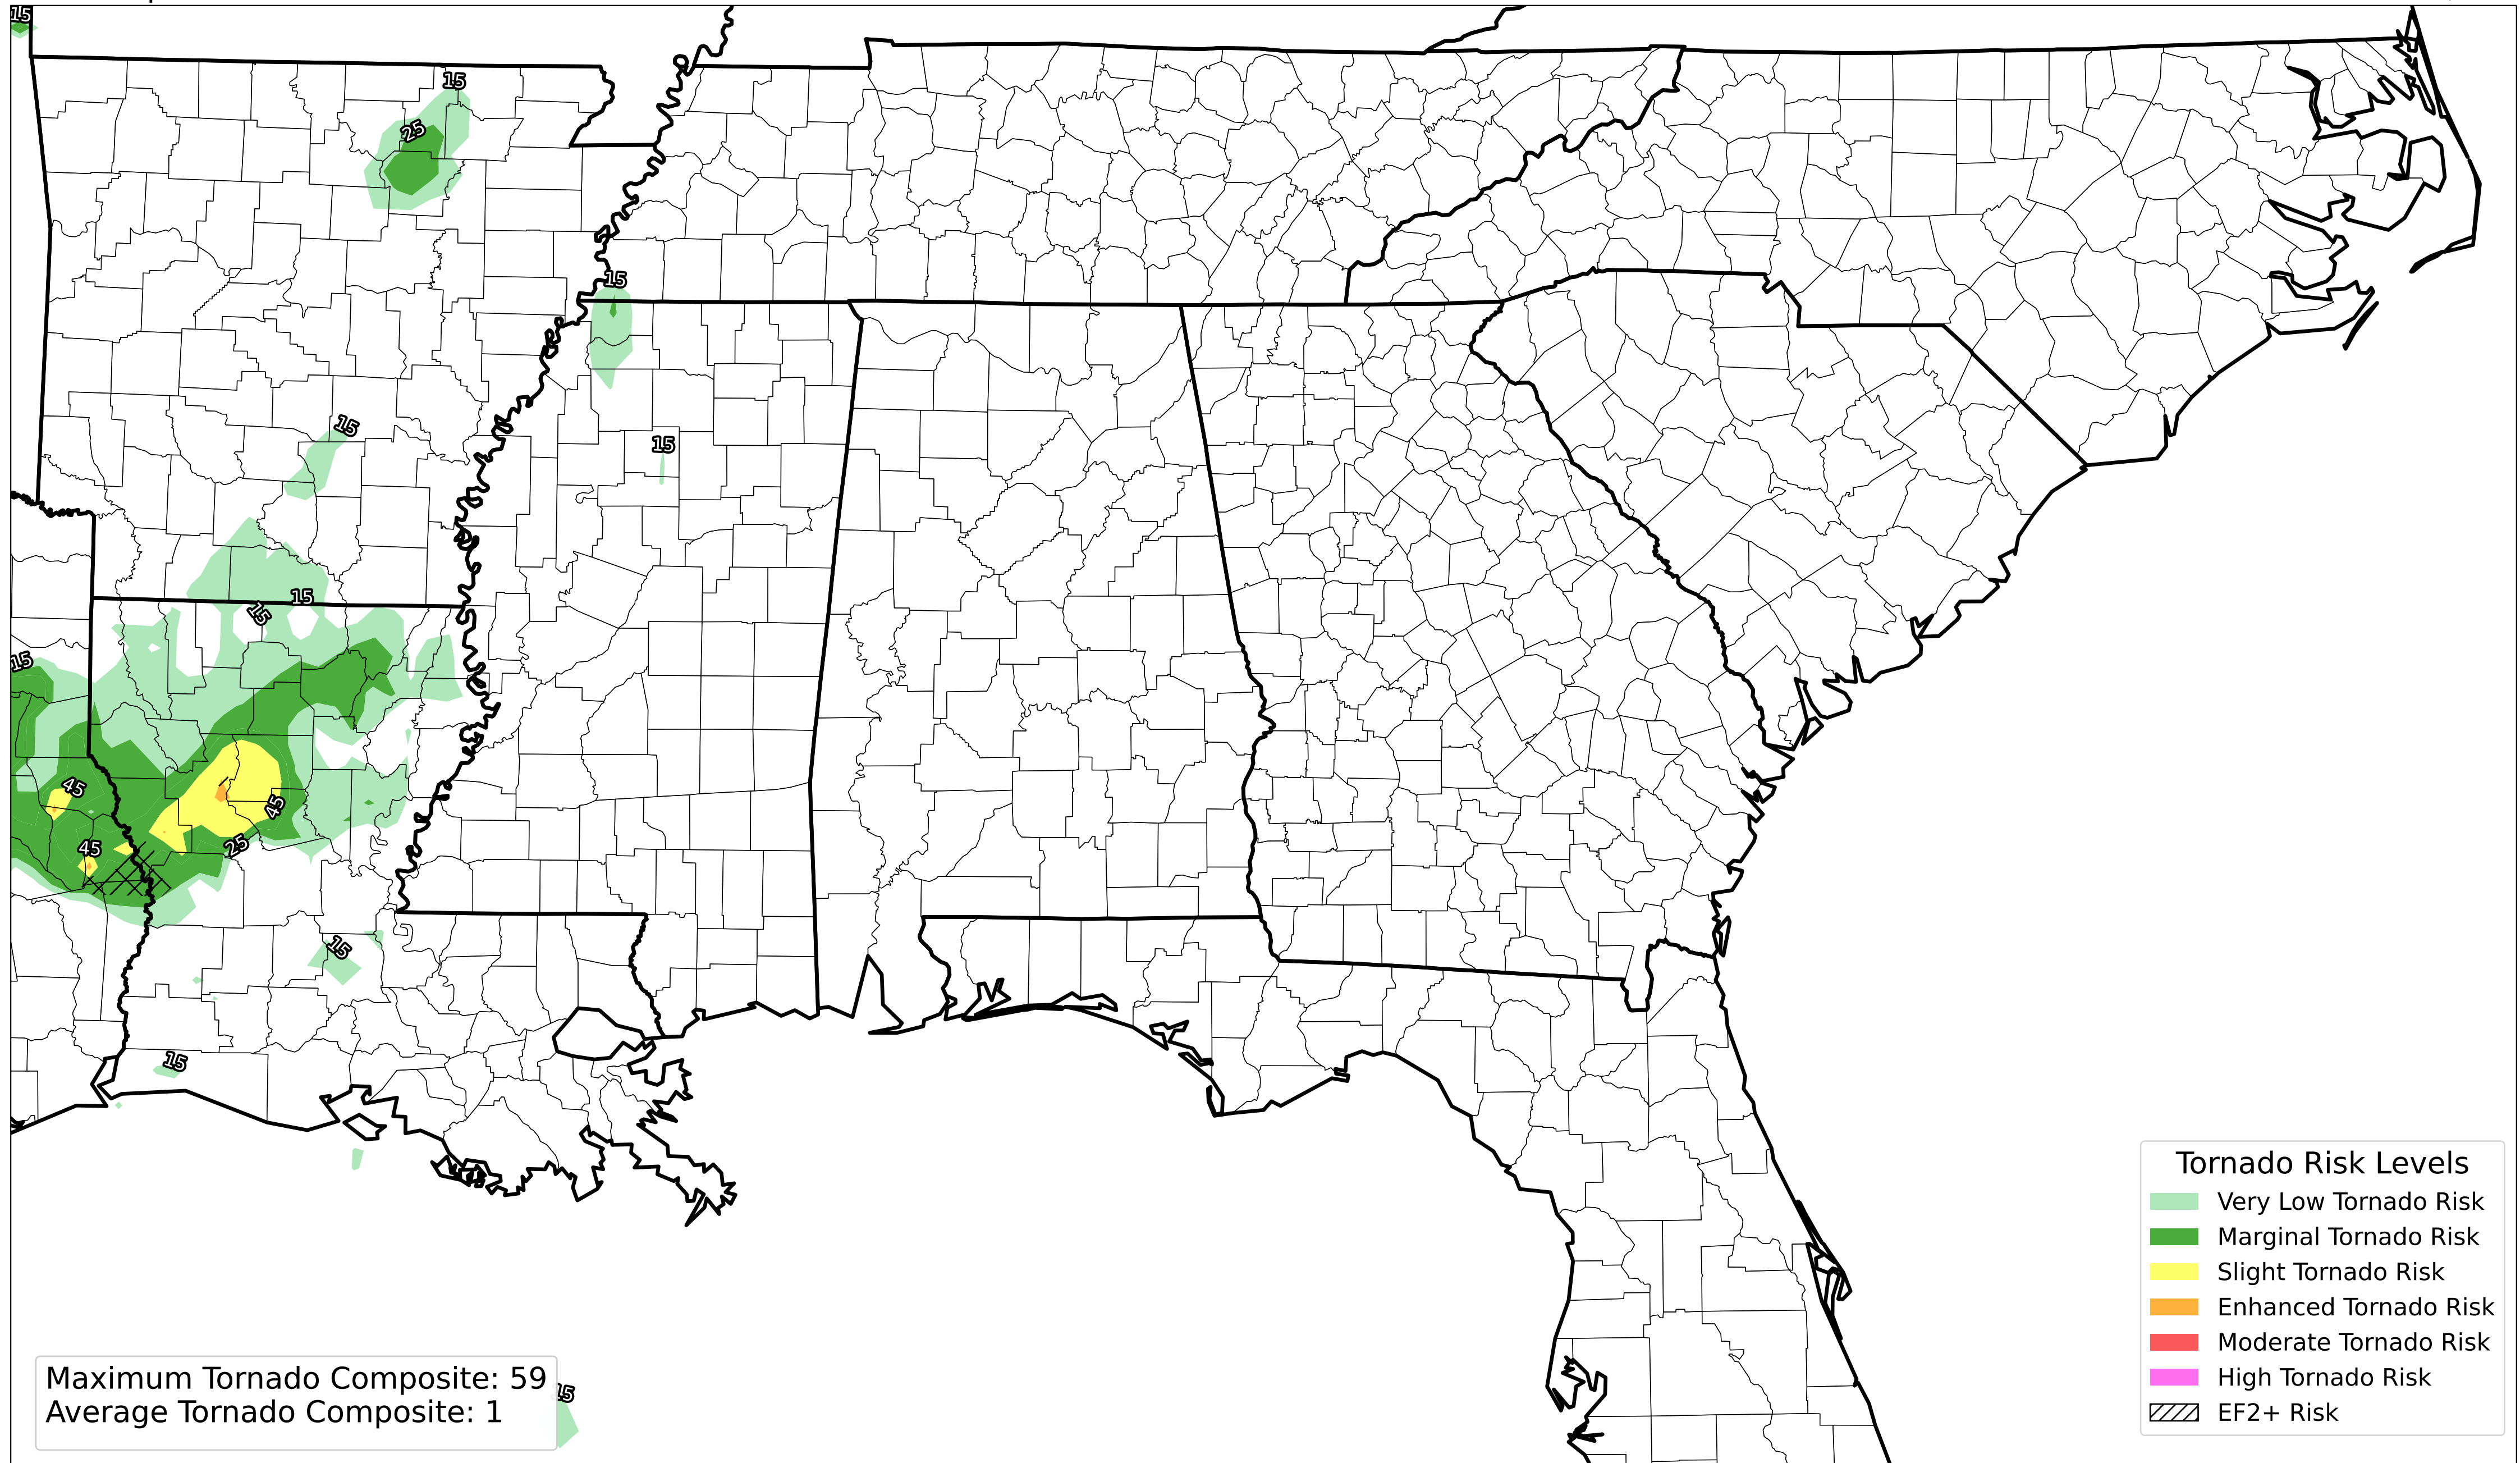 15
15
25
15
15
15
15
15
15
45
45
45
25
15
15
15
Tornado Risk Levels
Very Low Tornado Risk
Marginal Tornado Risk
Slight Tornado Risk
Enhanced Tornado Risk
Moderate Tornado Risk
High Tornado Risk
EF2+ Risk
Maximum Tornado Composite: 59
Average Tornado Composite: 1